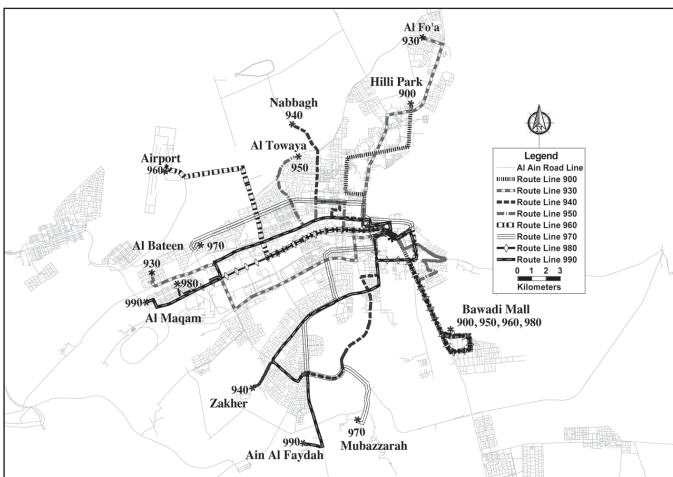 Al Fo'a
930
Hilli Park
900
Nabbagh
940
Al Towaya
950
Airport
960
970
Al Bateen
930
980
990
Al Maqam
Bawadi Mall
900, 950, 960, 980
940
Zakher
970
Mubazzarah
990
Ain Al Faydah
Legend
Al Ain Road Line
Route Line 900
Route Line 930
Route Line 940
Route Line 950
Route Line 960
Route Line 970
Route Line 980
Route Line 990
0 1 2 3
Kilometers